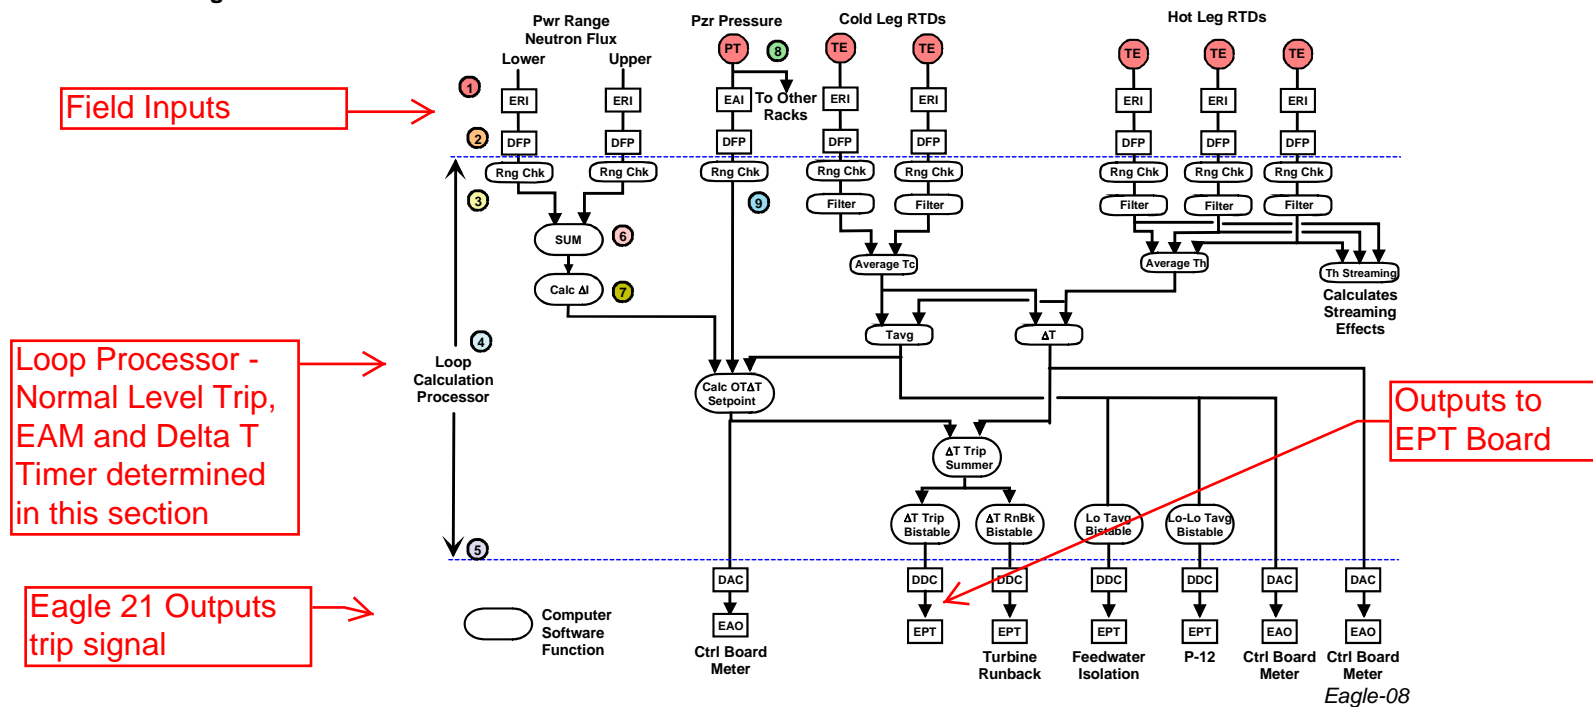 Pwr Range
Neutron Flux
Pzr Pressure
Cold Leg RTDs
Hot Leg RTDs
Lower
Upper
PT
8
TE
TE
TE
TE
TE
1
Field Inputs
ERI
ERI
EAI
To Other
Racks
ERI
ERI
ERI
ERI
ERI
2
DFP
DFP
DFP
DFP
DFP
DFP
DFP
DFP
Rng Chk
Rng Chk
Rng Chk
Rng Chk
Rng Chk
Rng Chk
Rng Chk
Rng Chk
3
9
Filter
Filter
Filter
Filter
Filter
SUM
6
Average Tc
Average Th
Th Streaming
Calculates
Streaming
Effects
Calc ΔI
7
Tavg
ΔT
4
Loop
Calculation
Processor
Loop Processor -
Normal Level Trip,
EAM and Delta T
Timer determined
in this section
Calc OTΔT
Setpoint
Outputs to
EPT Board
ΔT Trip
Summer
ΔT Trip
Bistable
ΔT RnBk
Bistable
Lo Tavg
Bistable
Lo-Lo Tavg
Bistable
5
DAC
DDC
DDC
DDC
DDC
DAC
DAC
Eagle 21 Outputs
trip signal
Computer
Software
Function
EAO
EPT
EPT
EPT
EPT
EAO
EAO
Ctrl Board
Meter
Turbine
Runback
Feedwater
Isolation
P-12
Ctrl Board
Meter
Ctrl Board
Meter
Eagle-08